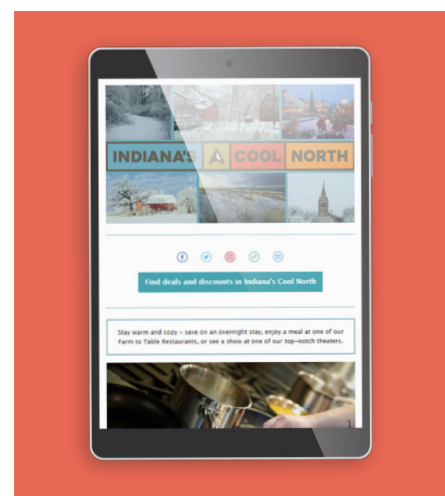 INDIANA'S COOL NORTH
Find deals and discounts in Indiana's Cool North
Stay warm and cozy – save on an overnight stay, enjoy a meal at one of our
Farm to Table Restaurants, or see a show at one of our top-notch theaters.